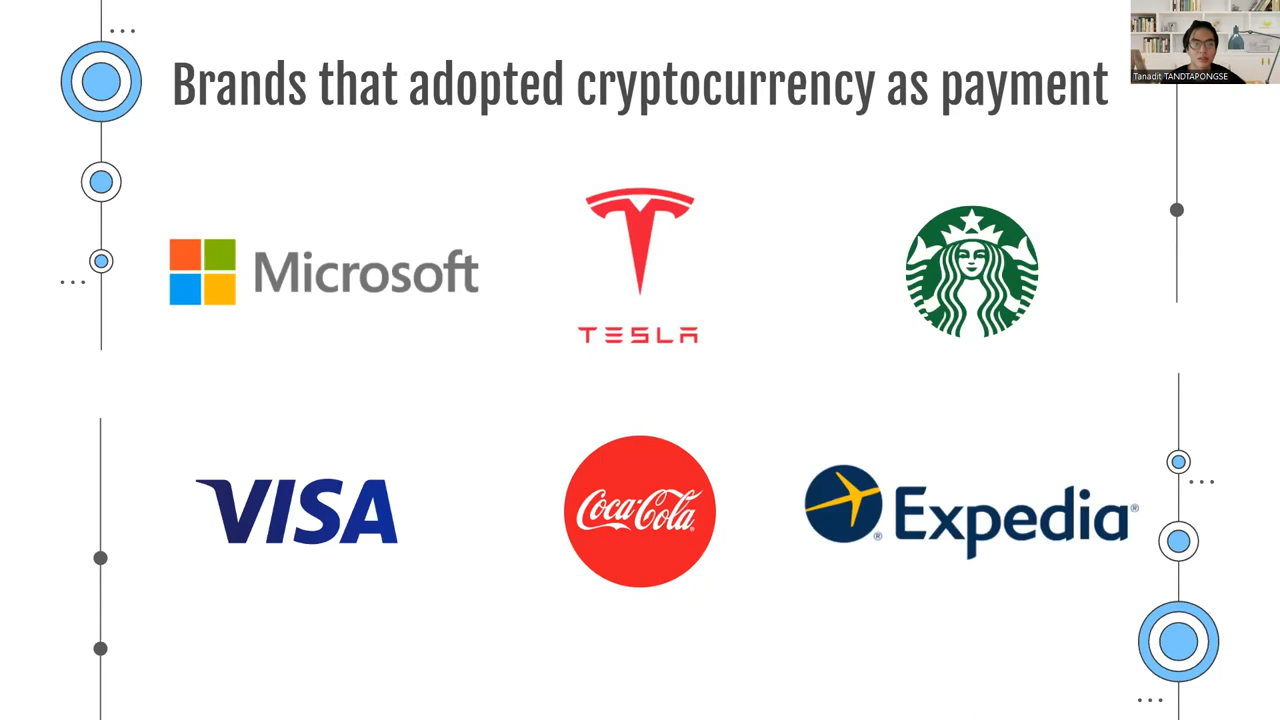 Brands that adopted cryptocurrency as payment
Tanadit TANDTAPONGSE
Microsoft
TESLA
VISA
Coca-Cola
Expedia®